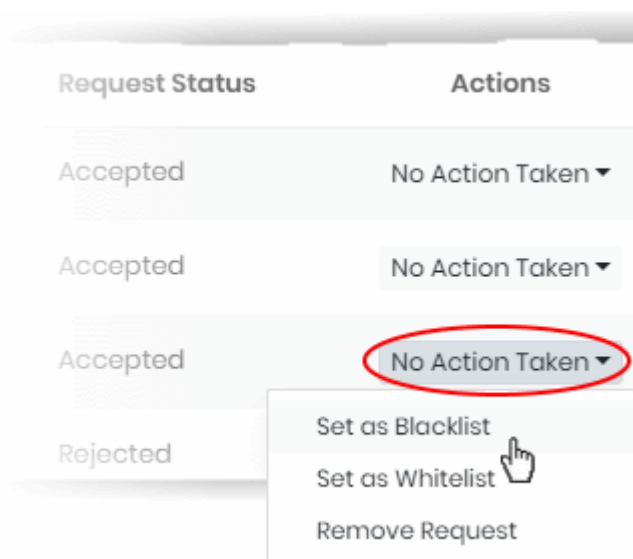 Request Status Actions
Accepted No Action Taken
Accepted No Action Taken
Accepted No Action Taken
Set as Blacklist
Rejected
Set as Whitelist
Remove Request